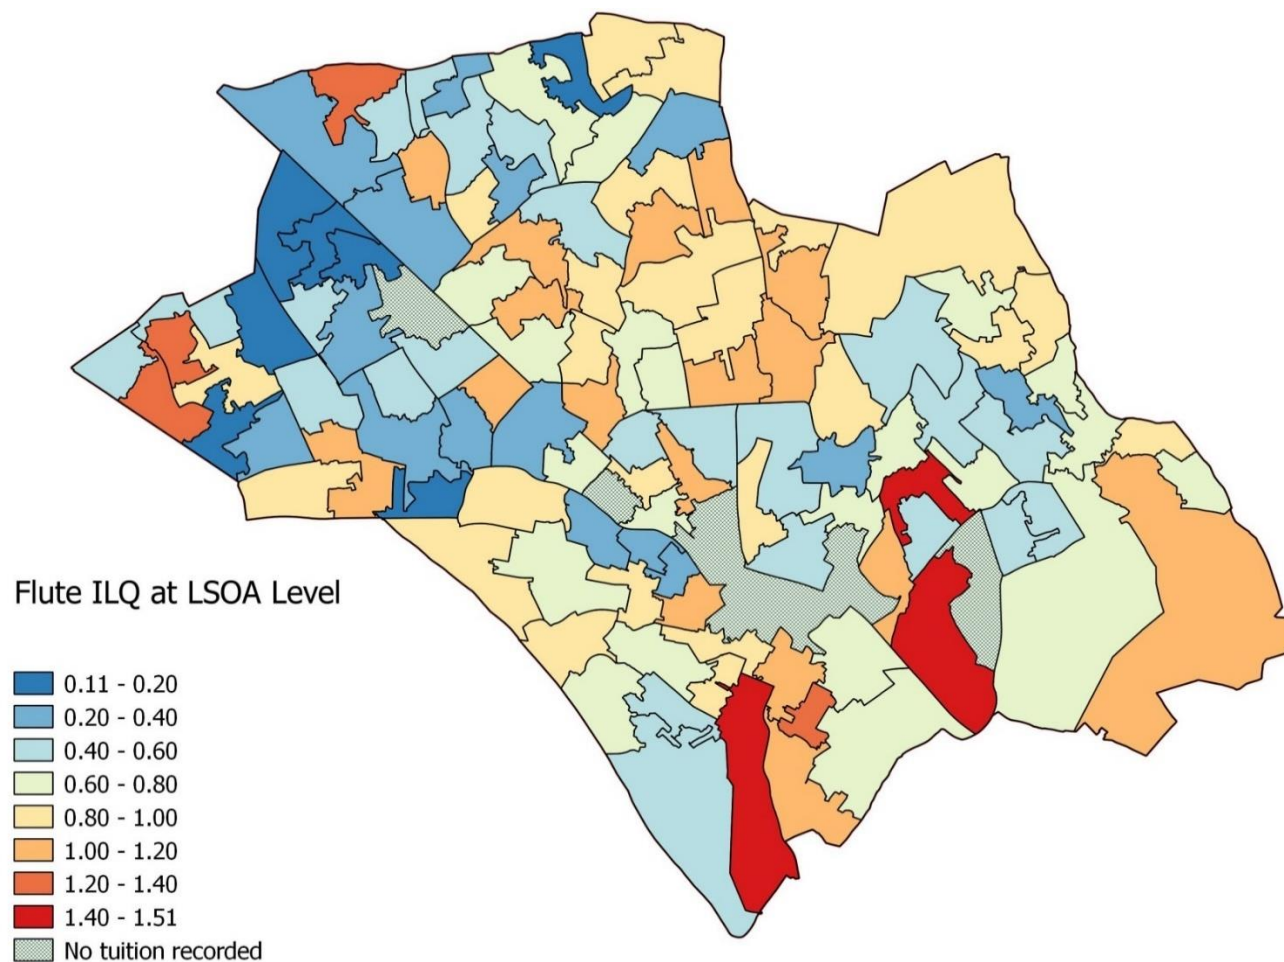 Flute ILQ at LSOA Level
0.11 - 0.20
0.20 - 0.40
0.40 - 0.60
0.60 - 0.80
0.80 - 1.00
1.00 - 1.20
1.20 - 1.40
1.40 - 1.51
No tuition recorded